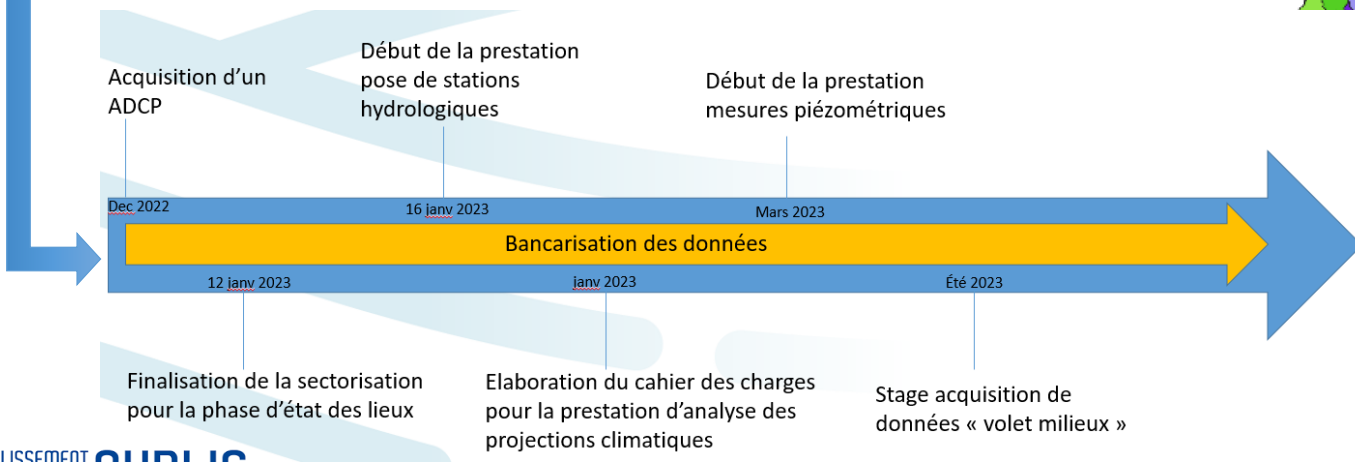 Acquisition d’un
ADCP
Début de la prestation
pose de stations
hydrologiques
Début de la prestation
mesures piézométriques
Dec 2022
16 janv 2023
Mars 2023
Bancarisation des données
12 janv 2023
janv 2023
Été 2023
Finalisation de la sectorisation
pour la phase d’état des lieux
Elaboration du cahier des charges
pour la prestation d’analyse des
projections climatiques
Stage acquisition de
données « volet milieux »